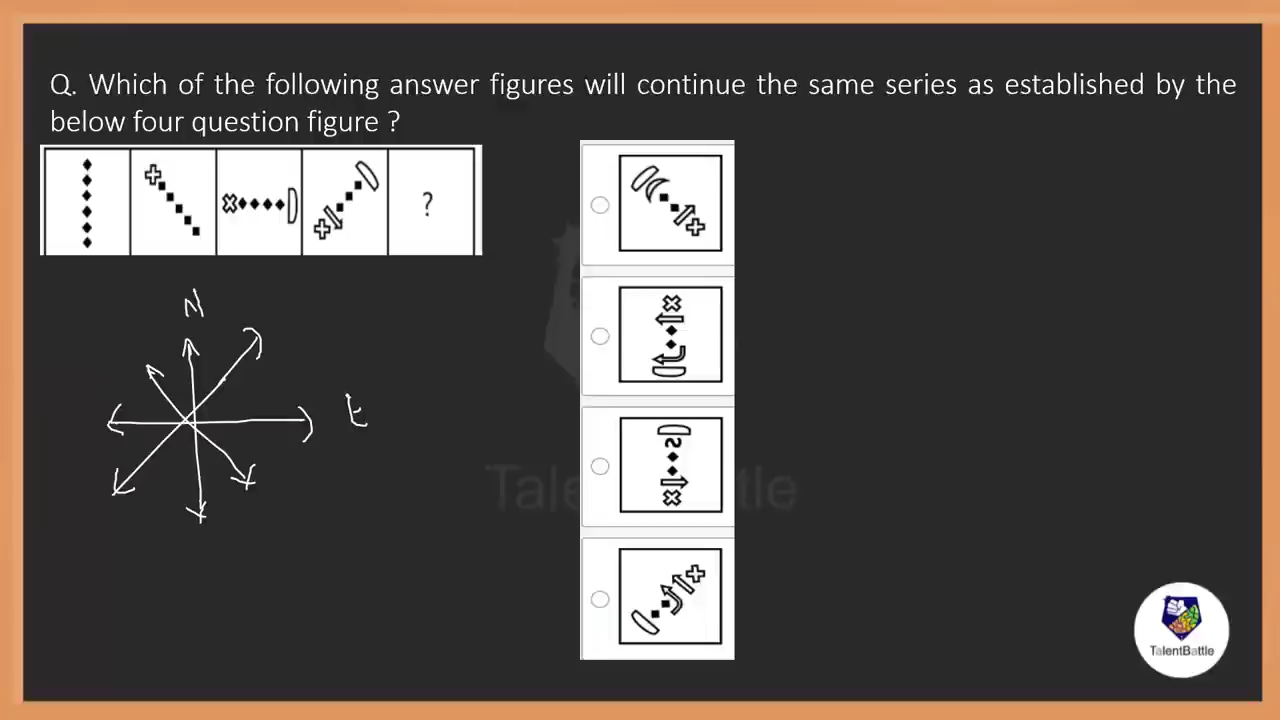 Q. Which of the following answer figures will continue the same series as established by the
below four question figure ?
?
N
E
TalentBattle